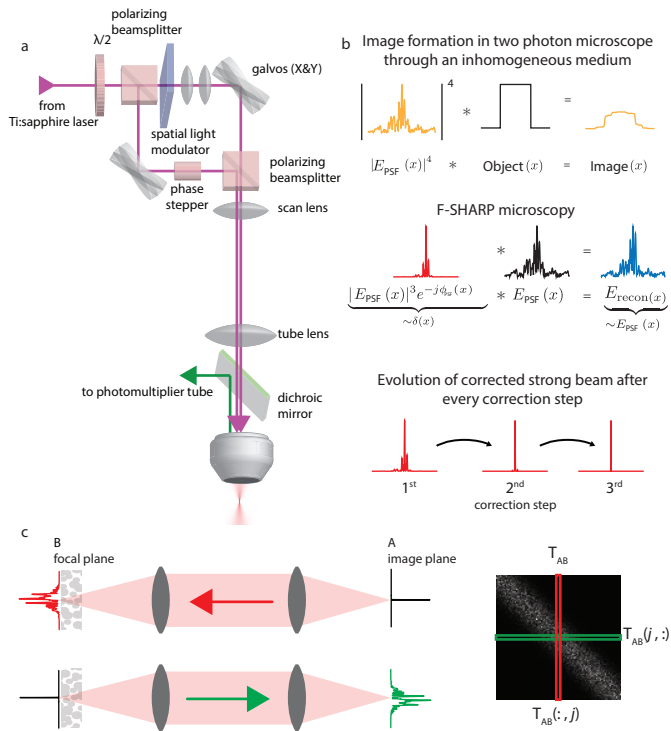 a
λ/2
polarizing
beamsplitter
galvos (X&Y)
from
Ti:sapphire laser
spatial light
modulator
phase
stepper
polarizing
beamsplitter
scan lens
tube lens
to photomultiplier tube
dichroic
mirror
b
Image formation in two photon microscope
through an inhomogeneous medium
4
*
=
|E_PSF (x)|^4 * Object (x) = Image (x)
F-SHARP microscopy
*
=
|E_PSF (x)|^3 e^{-jϕ_{bg}(x)} * E_PSF (x) = E_recon(x)
∼δ(x)
∼E_PSF (x)
Evolution of corrected strong beam after
every correction step
1st
2nd
3rd
correction step
c
B
focal plane
A
image plane
T_AB
T_AB(j , :)
T_AB(: , j)